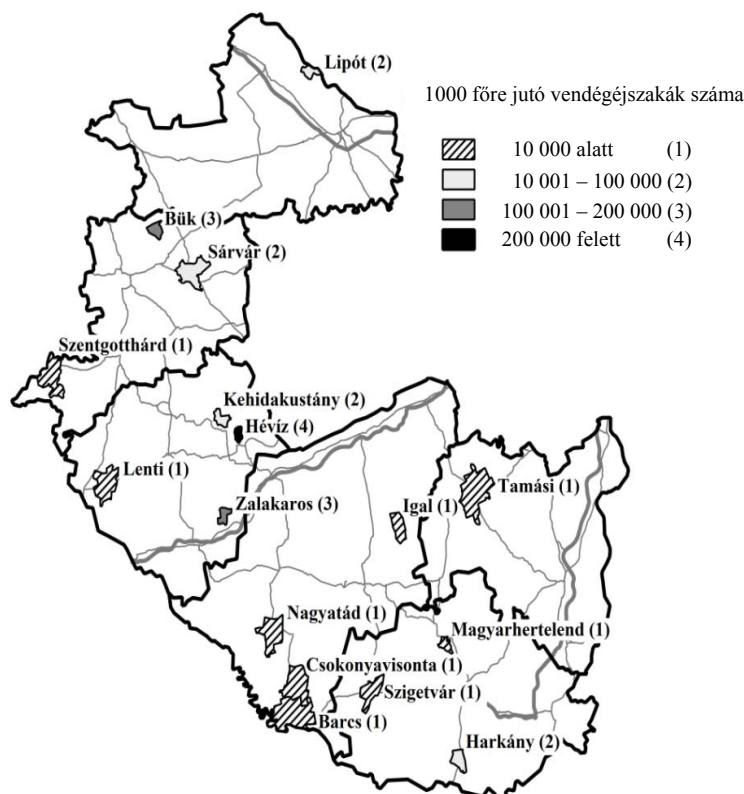 Lipót (2)
1000 főre jutó vendégéjszakák száma
10 000 alatt (1)
10 001 – 100 000 (2)
100 001 – 200 000 (3)
200 000 felett (4)
Bük (3)
Sárvár (2)
Szentgotthárd (1)
Kehidakustány (2)
Hévíz (4)
Lenti (1)
Zalakaros (3)
Igal (1)
Tamási (1)
Nagyatád (1)
Magyarhertelend (1)
Csokonyavisonta (1)
Szigetvár (1)
Barcs (1)
Harkány (2)